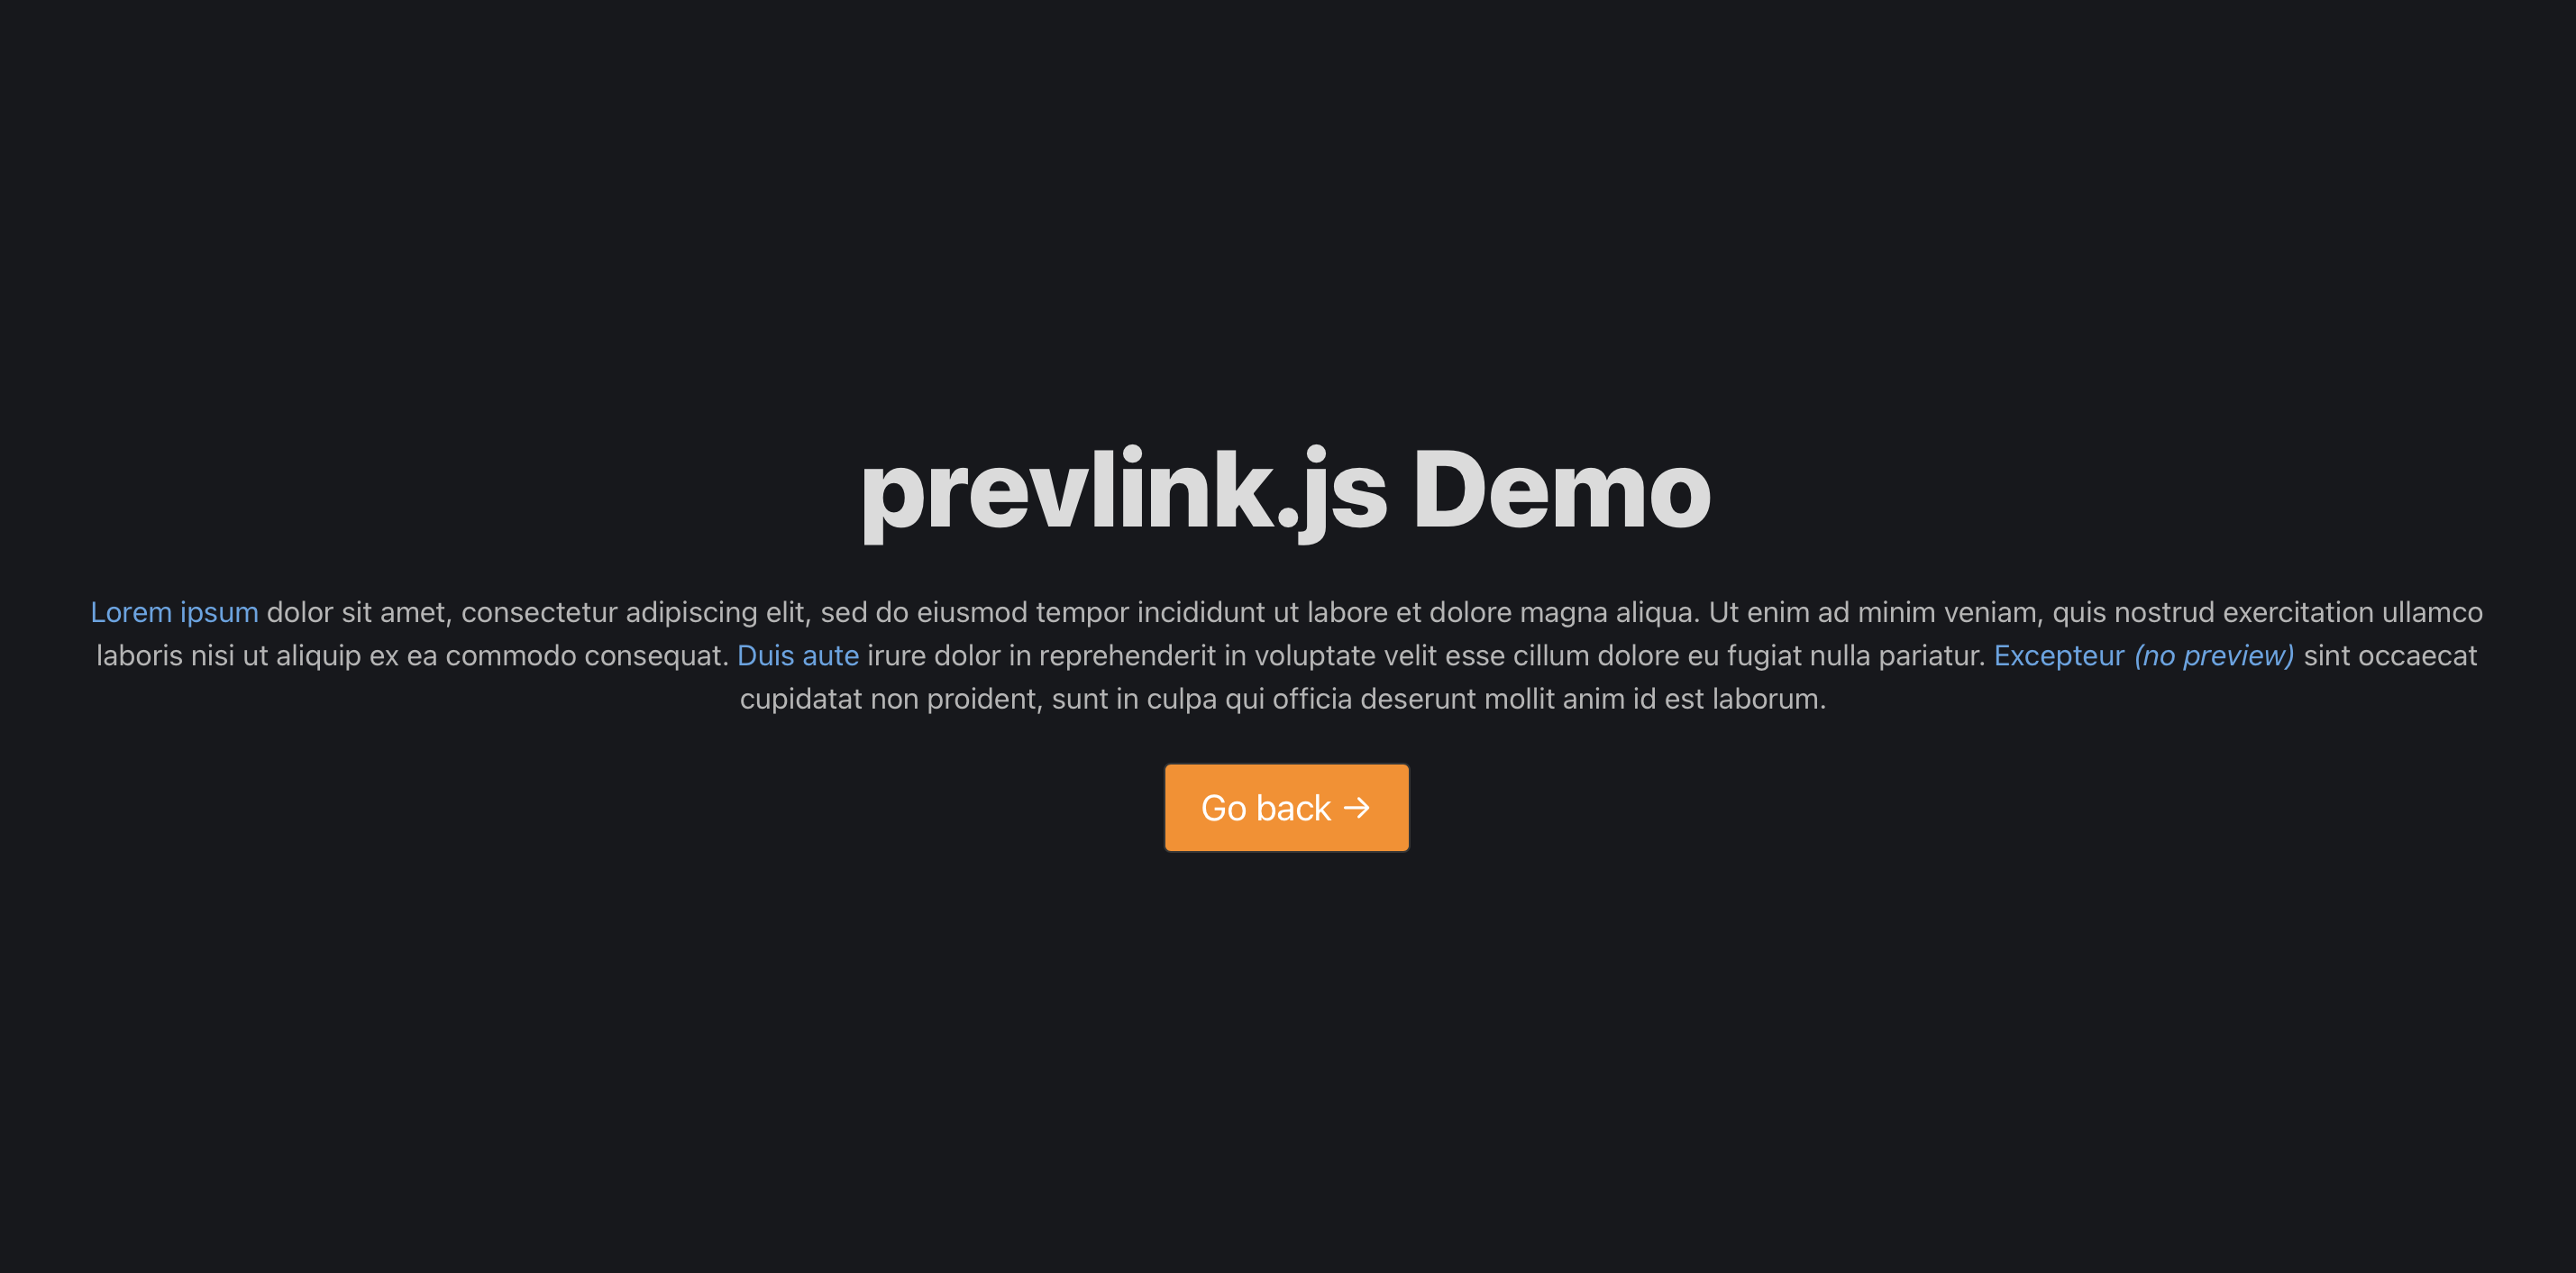 prevlink.js Demo
Lorem ipsum dolor sit amet, consectetur adipiscing elit, sed do eiusmod tempor incididunt ut labore et dolore magna aliqua. Ut enim ad minim veniam, quis nostrud exercitation ullamco
laboris nisi ut aliquip ex ea commodo consequat. Duis aute irure dolor in reprehenderit in voluptate velit esse cillum dolore eu fugiat nulla pariatur. Excepteur (no preview) sint occaecat
cupidatat non proident, sunt in culpa qui officia deserunt mollit anim id est laborum.
Go back →